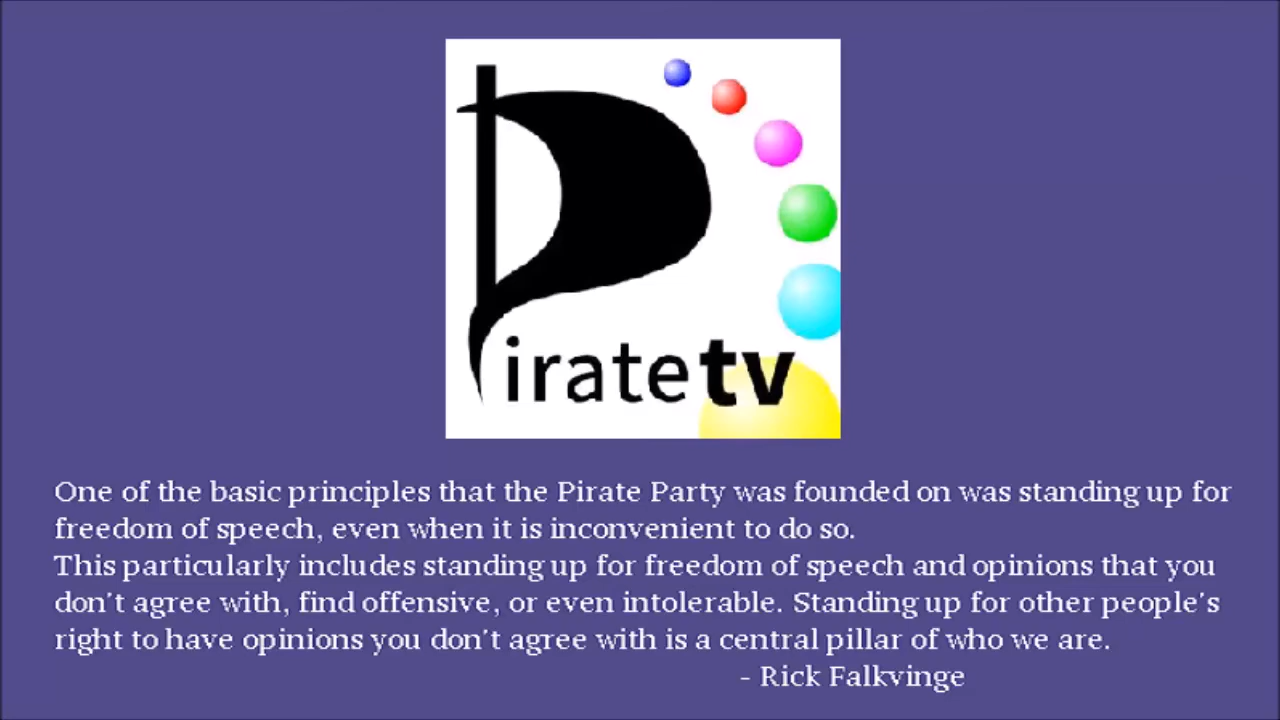 Piratetv
One of the basic principles that the Pirate Party was founded on was standing up for
freedom of speech, even when it is inconvenient to do so.
This particularly includes standing up for freedom of speech and opinions that you
don't agree with, find offensive, or even intolerable. Standing up for other people's
right to have opinions you don't agree with is a central pillar of who we are.
- Rick Falkvinge